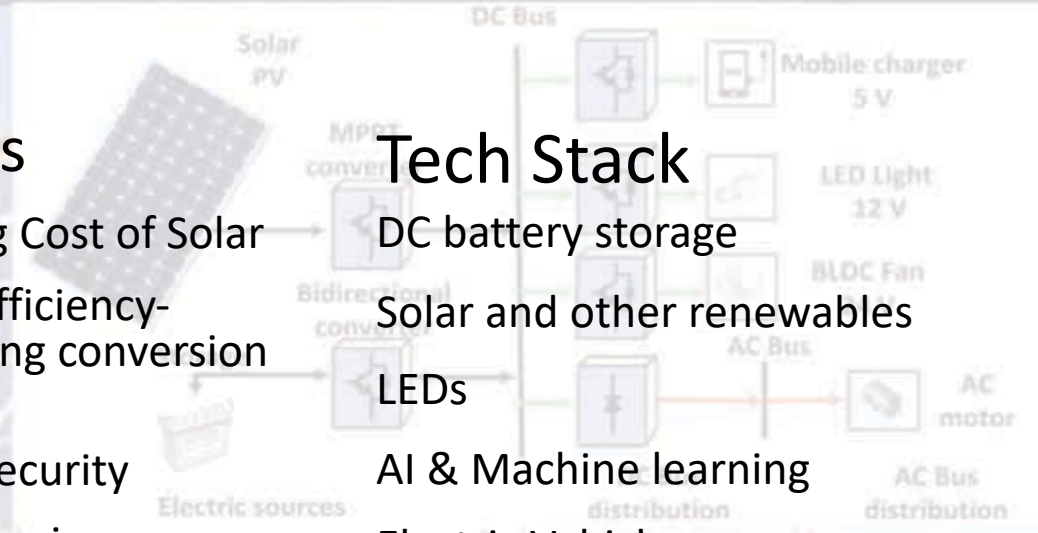 DC Bus
Solar
PV
Mobile charger
5 V
MPPT
Tech Stack
LED Light
12 V
g Cost of Solar
DC battery storage
BLDC Fan
fficiency-
Bidirectional
Solar and other renewables
ng conversion
converter
AC Bus
LEDs
AC
motor
ecurity
AI & Machine learning
Electric sources
distribution
AC Bus
distribution